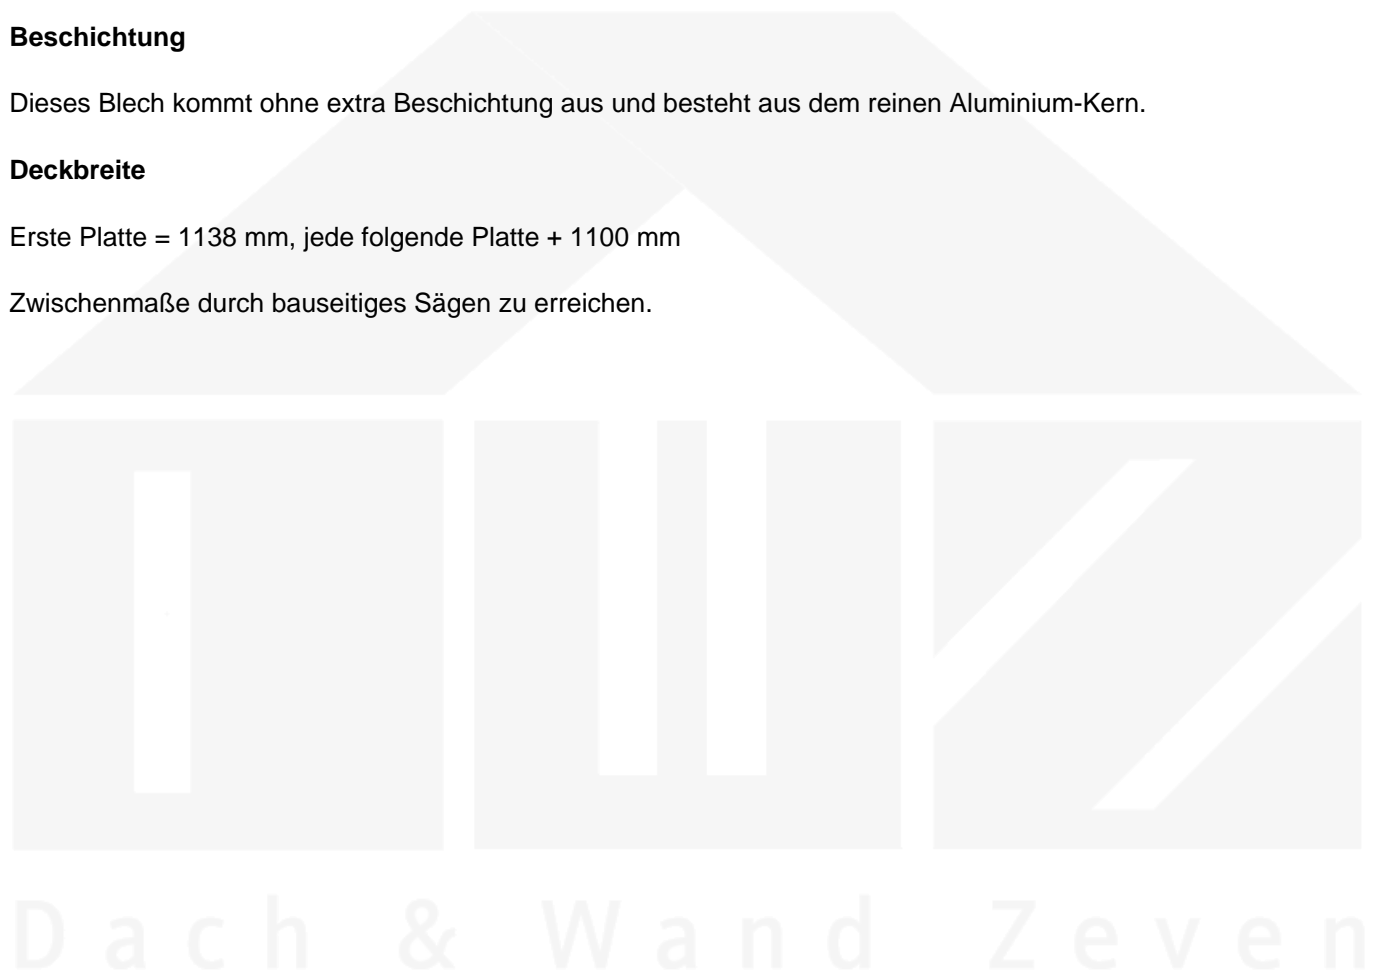 Beschichtung
Dieses Blech kommt ohne extra Beschichtung aus und besteht aus dem reinen Aluminium-Kern.
Deckbreite
Erste Platte = 1138 mm, jede folgende Platte + 1100 mm
Zwischenmaße durch bauseitiges Sägen zu erreichen.
Dach & Wand Zeven